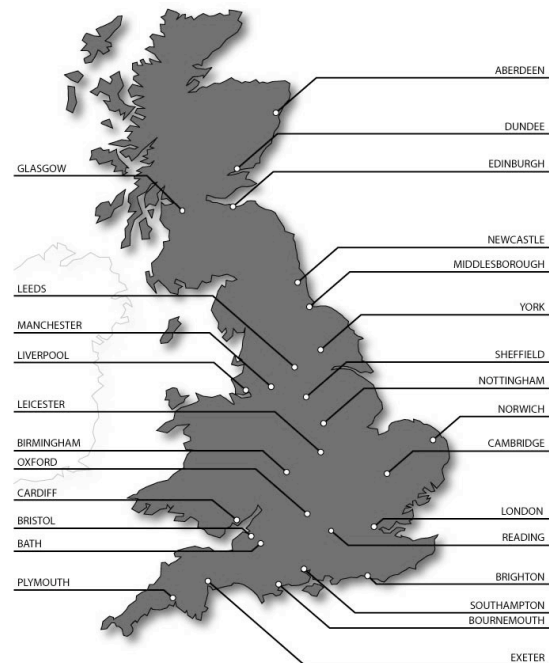 ABERDEEN
DUNDEE
GLASGOW
EDINBURGH
NEWCASTLE
MIDDLESBOROUGH
LEEDS
YORK
MANCHESTER
LIVERPOOL
SHEFFIELD
NOTTINGHAM
LEICESTER
NORWICH
BIRMINGHAM
CAMBRIDGE
OXFORD
CARDIFF
LONDON
BRISTOL
READING
BATH
PLYMOUTH
BRIGHTON
SOUTHAMPTON
BOURNEMOUTH
EXETER